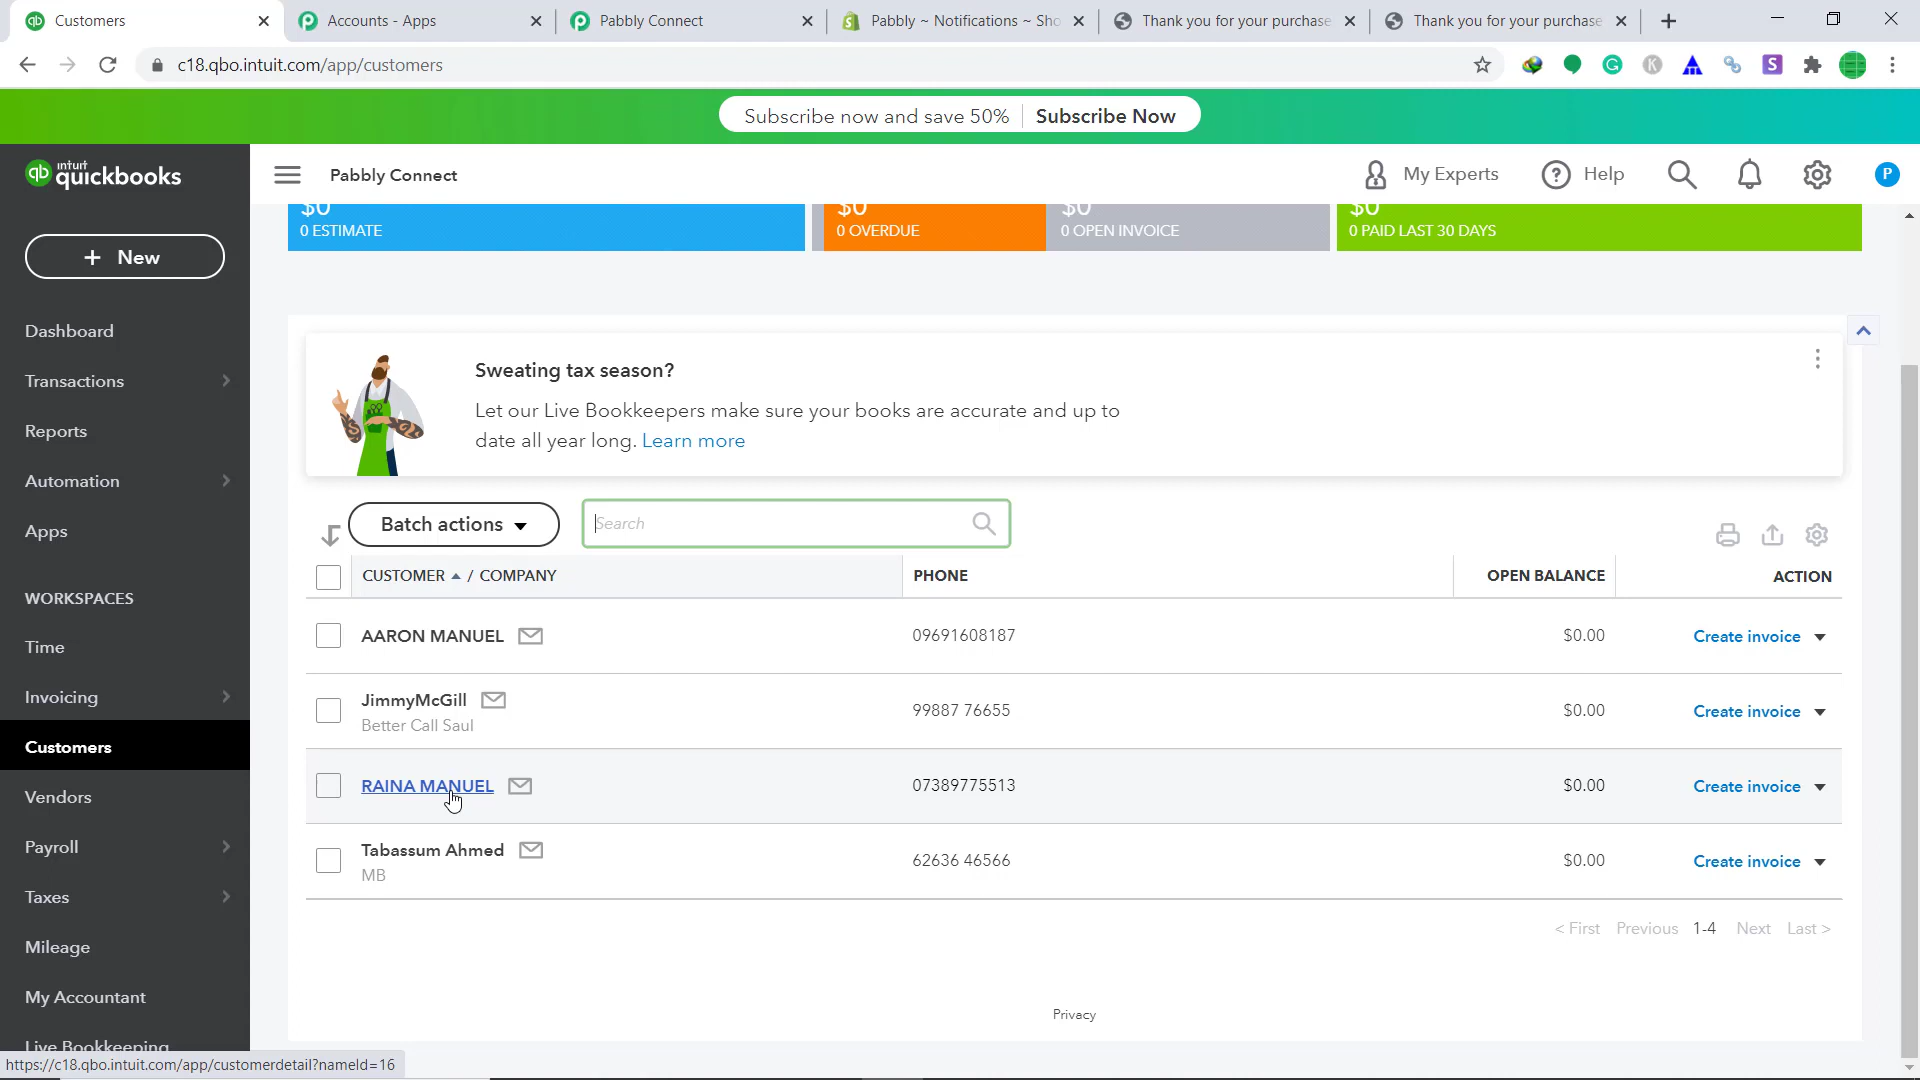 Customers
Accounts - Apps
Pabbly Connect
Pabbly ~ Notifications ~ Sho
Thank you for your purchase
Thank you for your purchase
c18.qbo.intuit.com/app/customers
Subscribe now and save 50% Subscribe Now
intuit quickbooks
Pabbly Connect
My Experts
Help
P
+ New
$0
0 ESTIMATE
$0
0 OVERDUE
$0
0 OPEN INVOICE
$0
0 PAID LAST 30 DAYS
Dashboard
Transactions
Reports
Automation
Apps
WORKSPACES
Time
Invoicing
Customers
Vendors
Payroll
Taxes
Mileage
My Accountant
Live Bookkeeping
Sweating tax season?
Let our Live Bookkeepers make sure your books are accurate and up to
date all year long. Learn more
Batch actions
Search
CUSTOMER / COMPANY PHONE OPEN BALANCE ACTION
AARON MANUEL 09691608187 $0.00 Create invoice
JimmyMcGill 99887 76655 $0.00 Create invoice
Better Call Saul
RAINA MANUEL 07389775513 $0.00 Create invoice
Tabassum Ahmed 62636 46566 $0.00 Create invoice
MB
< First Previous 1-4 Next Last >
Privacy
https://c18.qbo.intuit.com/app/customerdetail?nameId=16